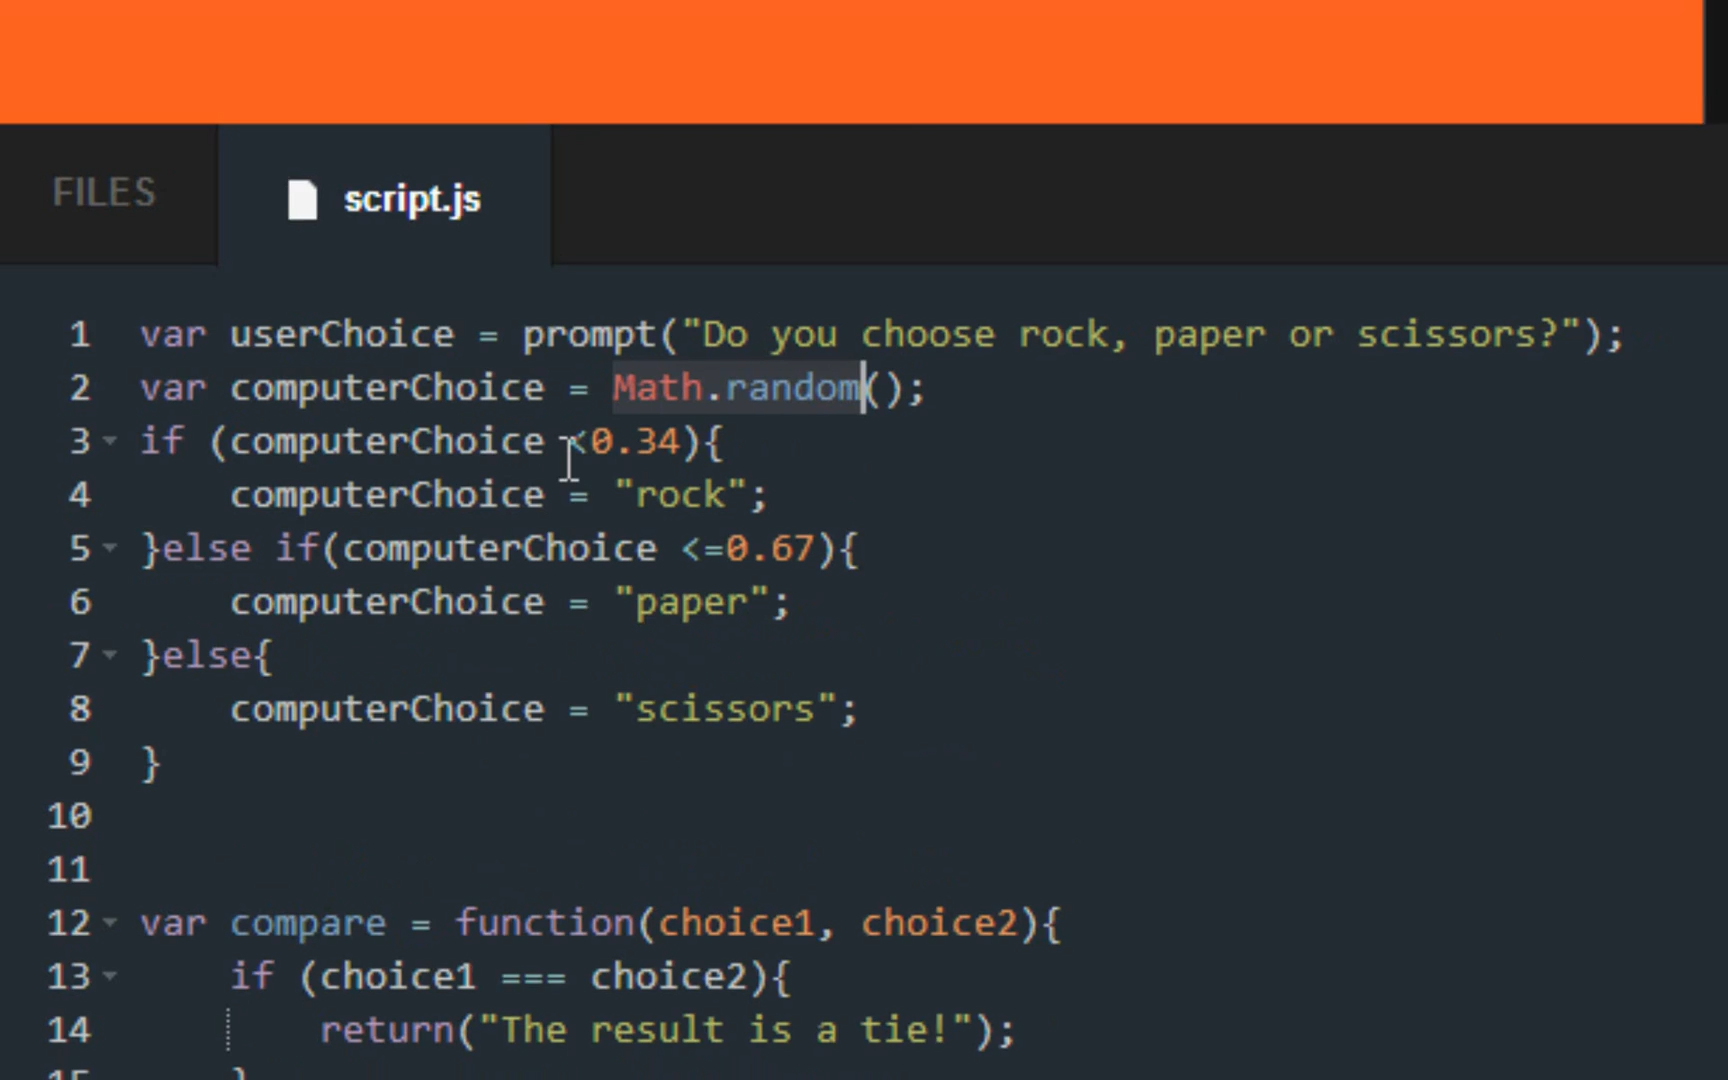 FILES
script.js
1 var userChoice = prompt("Do you choose rock, paper or scissors?");
2 var computerChoice = Math.random();
3 if (computerChoice <0.34){
4     computerChoice = "rock";
5 }else if(computerChoice <=0.67){
6     computerChoice = "paper";
7 }else{
8     computerChoice = "scissors";
9 }
10
11
12 var compare = function(choice1, choice2){
13     if (choice1 === choice2){
14         return("The result is a tie!");
15     }